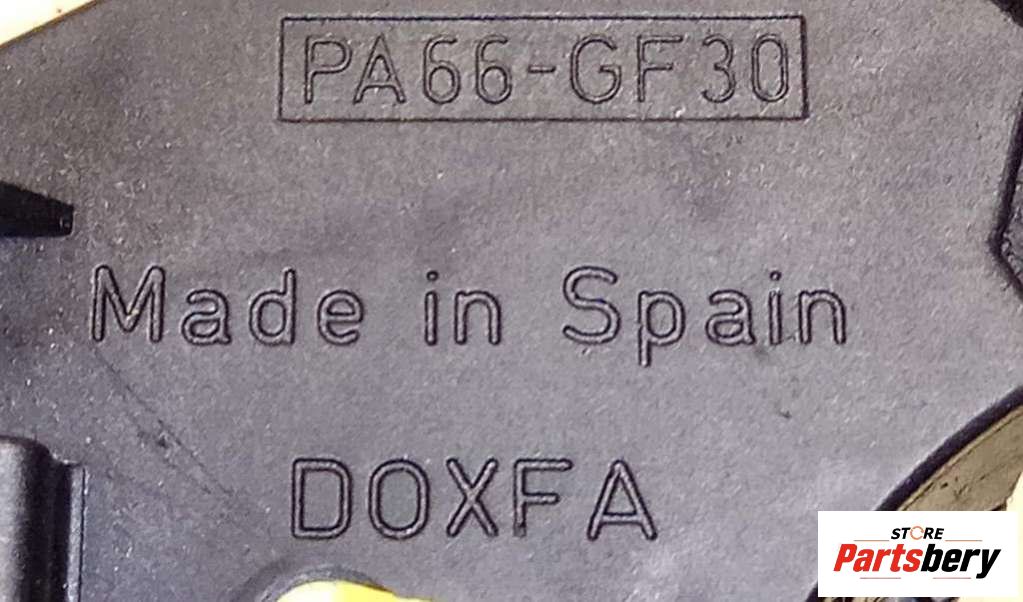 PA66-GF30
Made in Spain
DOXFA
STORE
Partsbery